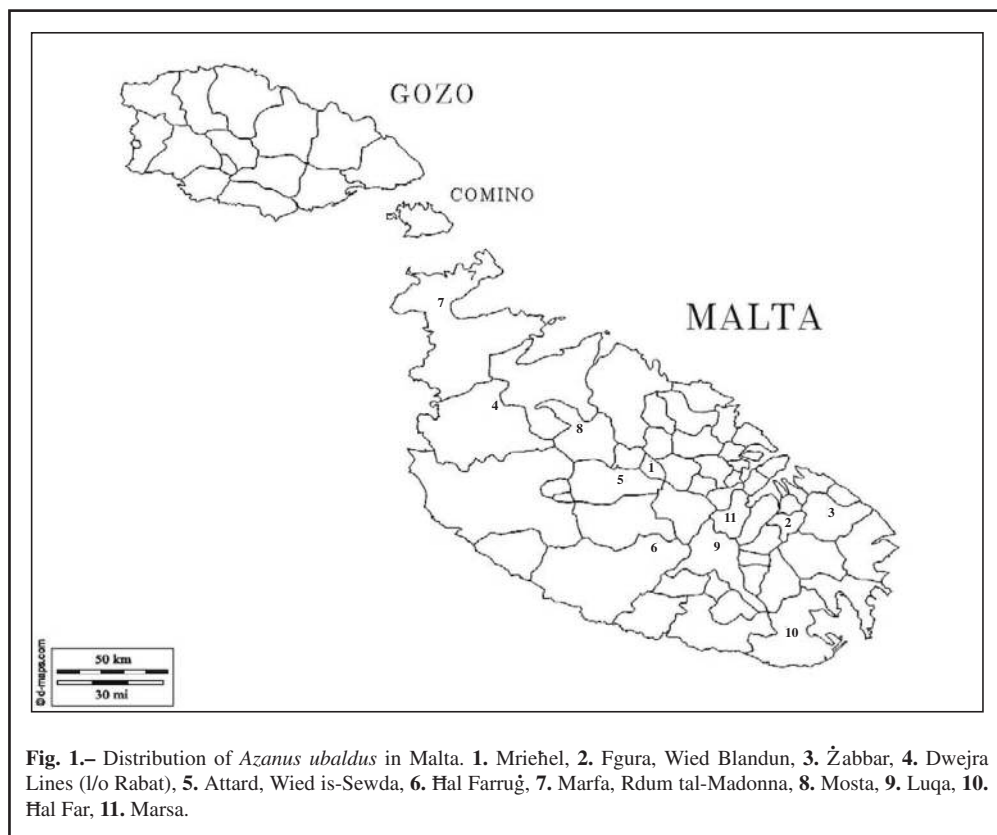 GOZO
COMINO
7
MALTA
4
8
1
5
3
11
2
9
6
10
50 km
30 mi
© d-maps.com
Fig. 1.– Distribution of Azanus ubaldus in Malta. 1. Mrieħel, 2. Fgura, Wied Blandun, 3. Żabbar, 4. Dwejra
Lines (l/o Rabat), 5. Attard, Wied is-Sewda, 6. Ħal Farruġ, 7. Marfa, Rdum tal-Madonna, 8. Mosta, 9. Luqa, 10.
Ħal Far, 11. Marsa.